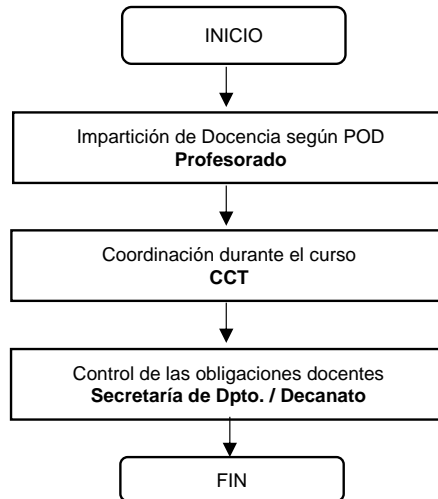 INICIO
Impartición de Docencia según POD
Profesorado
Coordinación durante el curso
CCT
Control de las obligaciones docentes
Secretaría de Dpto. / Decanato
FIN